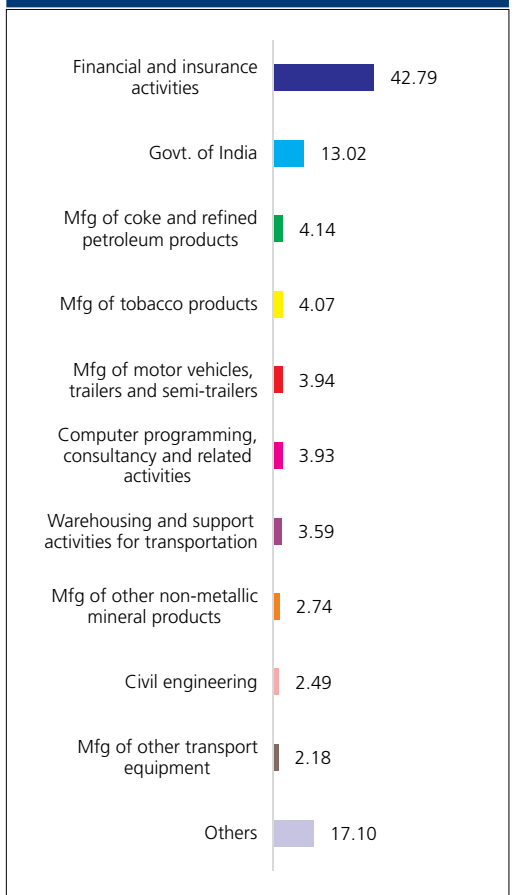 Financial and insurance
activities
42.79
Govt. of India
13.02
Mfg of coke and refined
petroleum products
4.14
Mfg of tobacco products
4.07
Mfg of motor vehicles,
trailers and semi-trailers
3.94
Computer programming,
consultancy and related
activities
3.93
Warehousing and support
activities for transportation
3.59
Mfg of other non-metallic
mineral products
2.74
Civil engineering
2.49
Mfg of other transport
equipment
2.18
Others
17.10